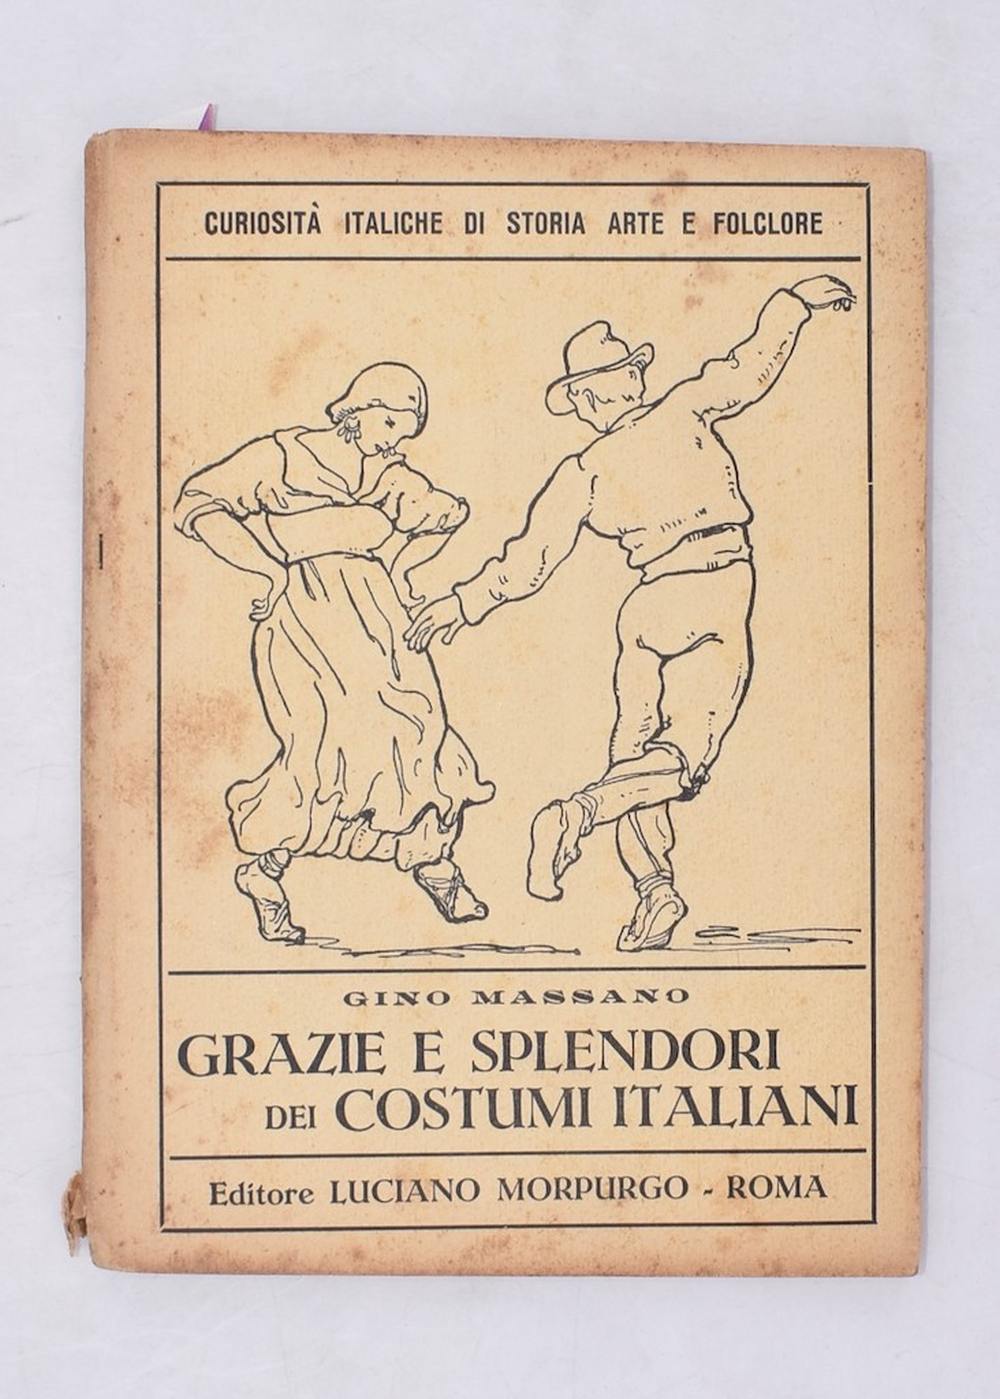 CURIOSITÀ ITALICHE DI STORIA ARTE E FOLCLORE
GINO MASSANO
GRAZIE E SPLENDORI
DEI COSTUMI ITALIANI
Editore LUCIANO MORPURGO - ROMA